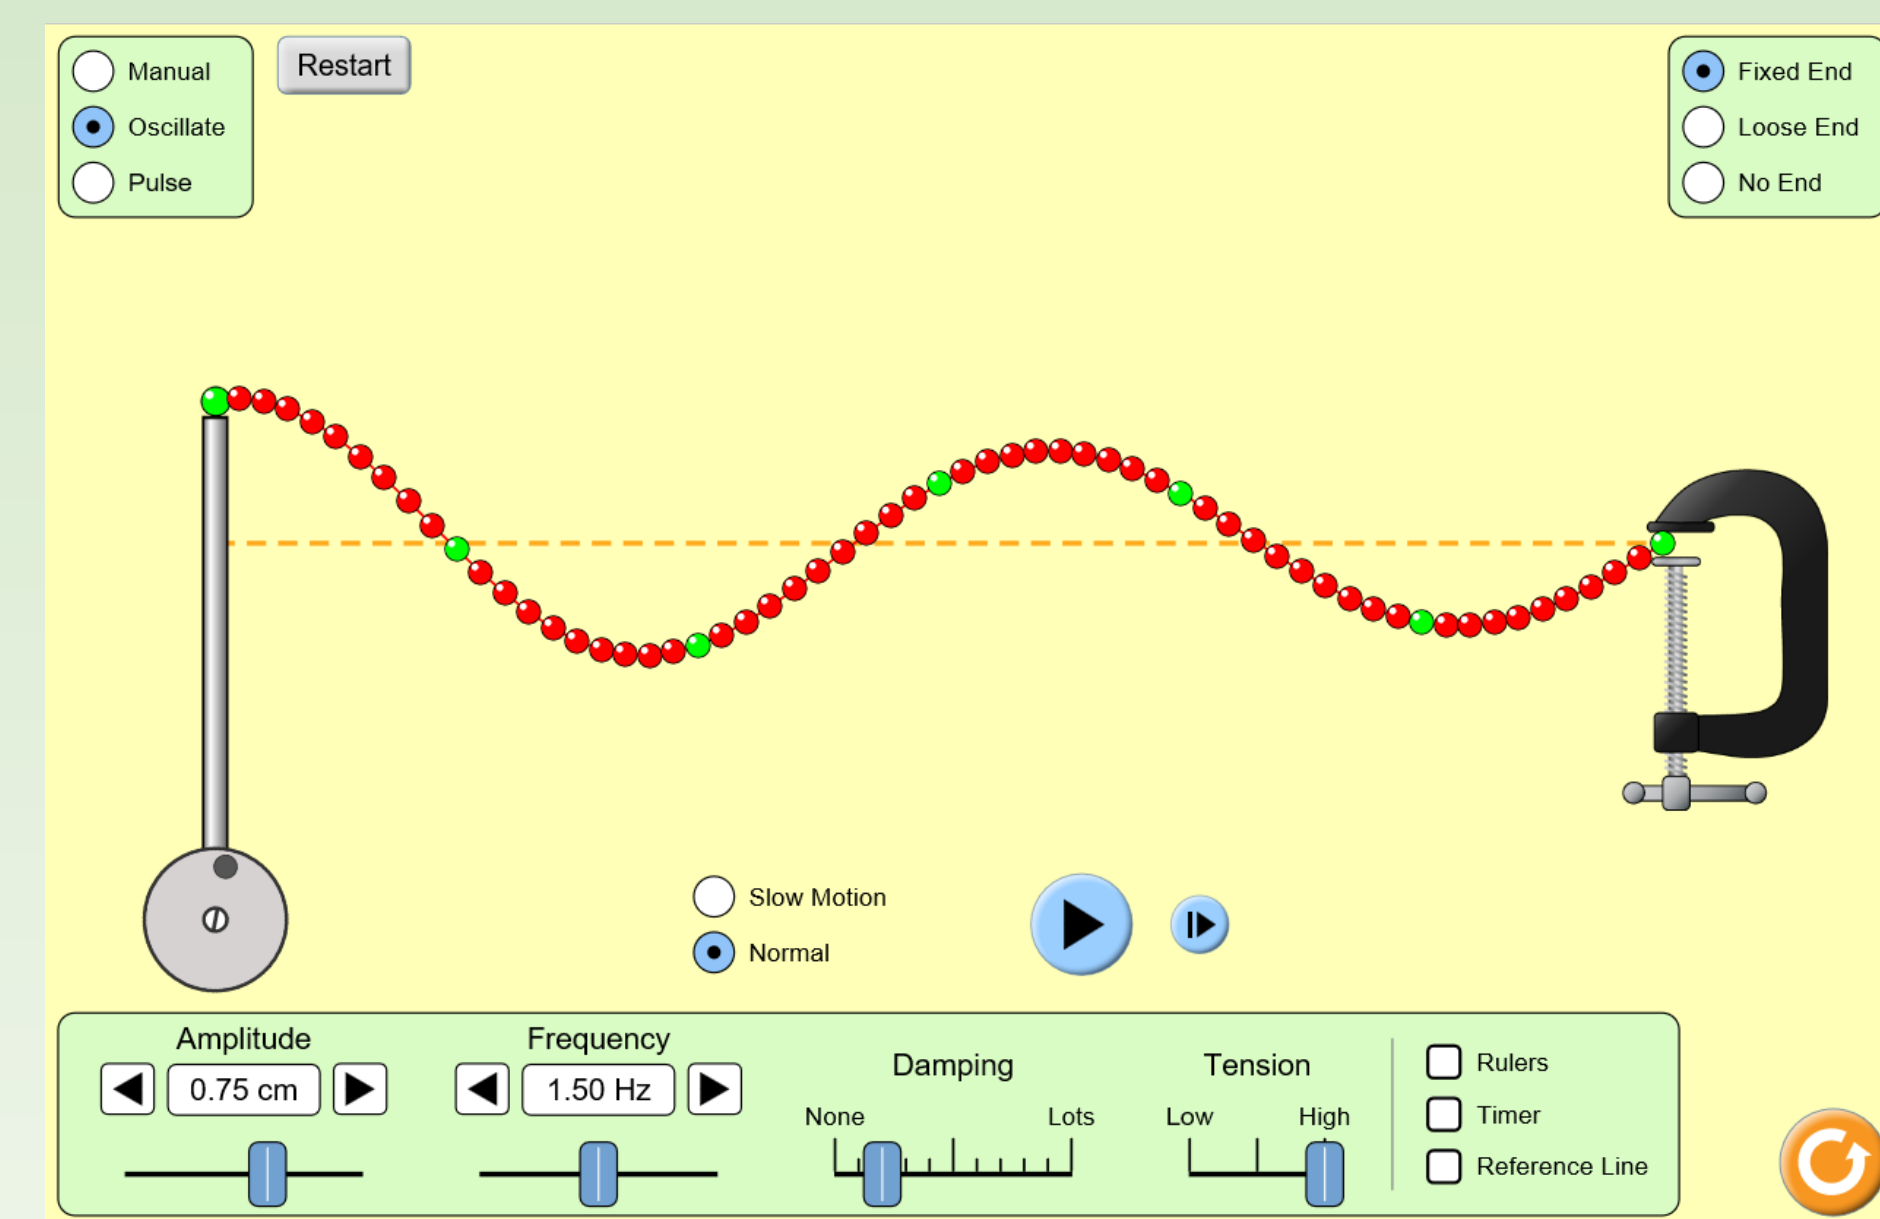 Manual
Oscillate
Pulse
Restart
Fixed End
Loose End
No End
Slow Motion
Normal
Amplitude
0.75 cm
Frequency
1.50 Hz
Damping
None
Lots
Tension
Low
High
Rulers
Timer
Reference Line